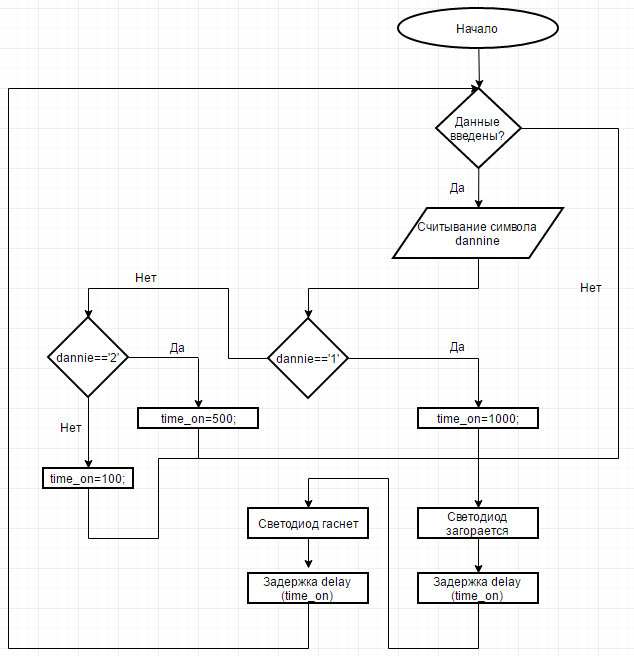 Начало
Данные
введены?
Да
Считывание символа
dannine
Нет
Нет
dannie=='2'
Да
dannie=='1'
Да
time_on=500;
time_on=1000;
Нет
time_on=100;
Светодиод гаснет
Светодиод
загорается
Задержка delay
(time_on)
Задержка delay
(time_on)